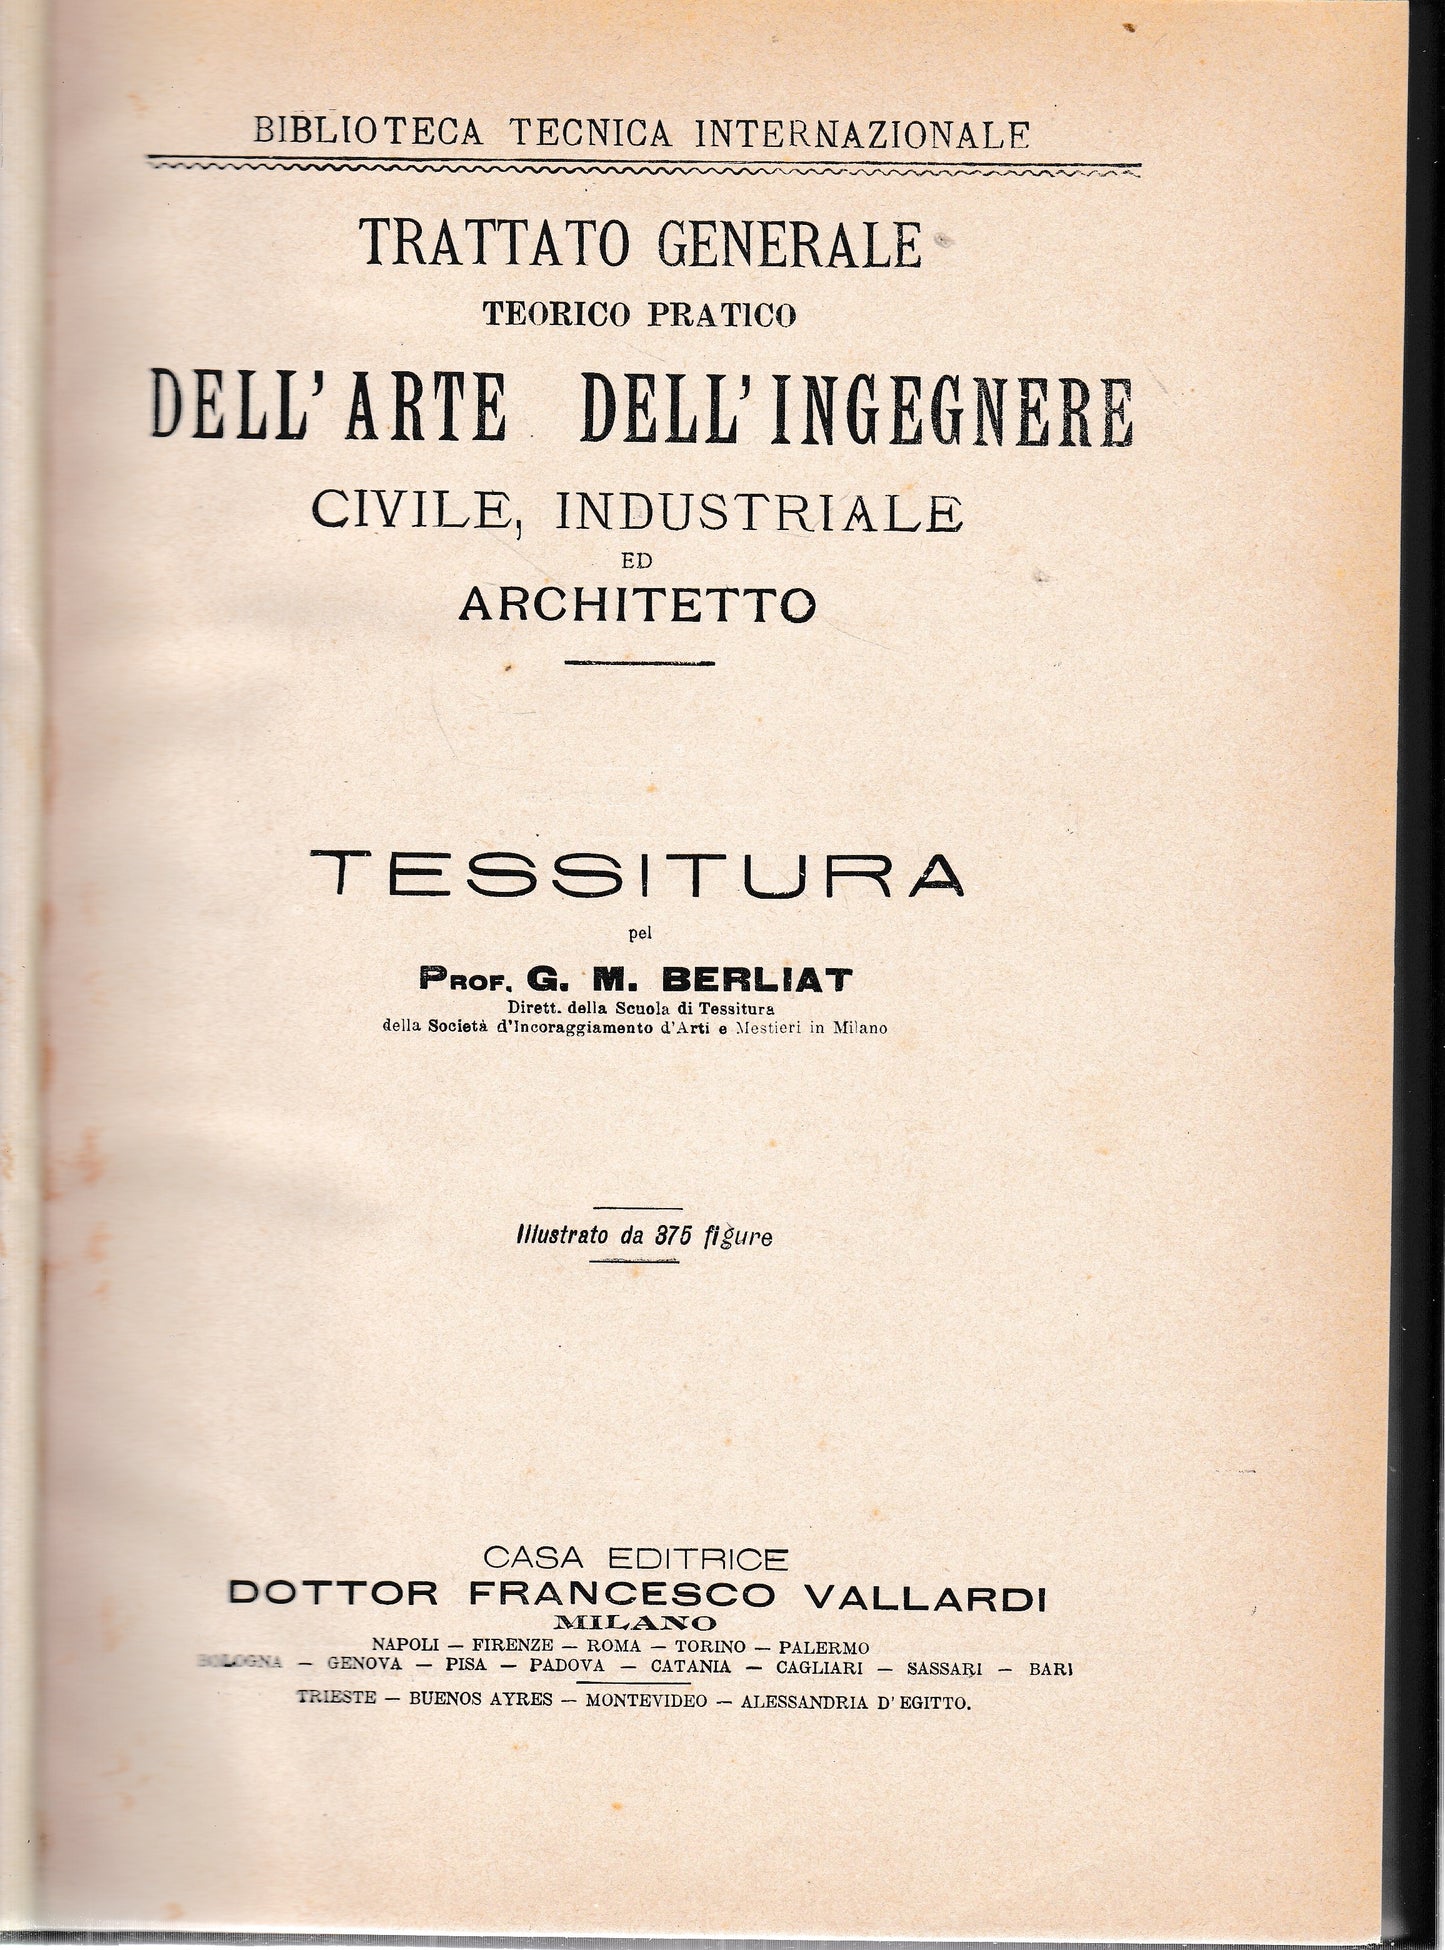 BIBLIOTECA TECNICA INTERNAZIONALE
TRATTATO GENERALE
TEORICO PRATICO
DELL'ARTE DELL'INGEGNERE
CIVILE, INDUSTRIALE
ED
ARCHITETTO
TESSITURA
pel
PROF. G. M. BERLIAT
Dirett. della Scuola di Tessitura
della Società d'Incoraggiamento d'Arti e Mestieri in Milano
Illustrato da 375 figure
CASA EDITRICE
DOTTOR FRANCESCO VALLARDI
MILANO
NAPOLI — FIRENZE — ROMA — TORINO — PALERMO
BOLOGNA — GENOVA — PISA — PADOVA — CATANIA — CAGLIARI — SASSARI — BARI
TRIESTE — BUENOS AYRES — MONTEVIDEO — ALESSANDRIA D'EGITTO.